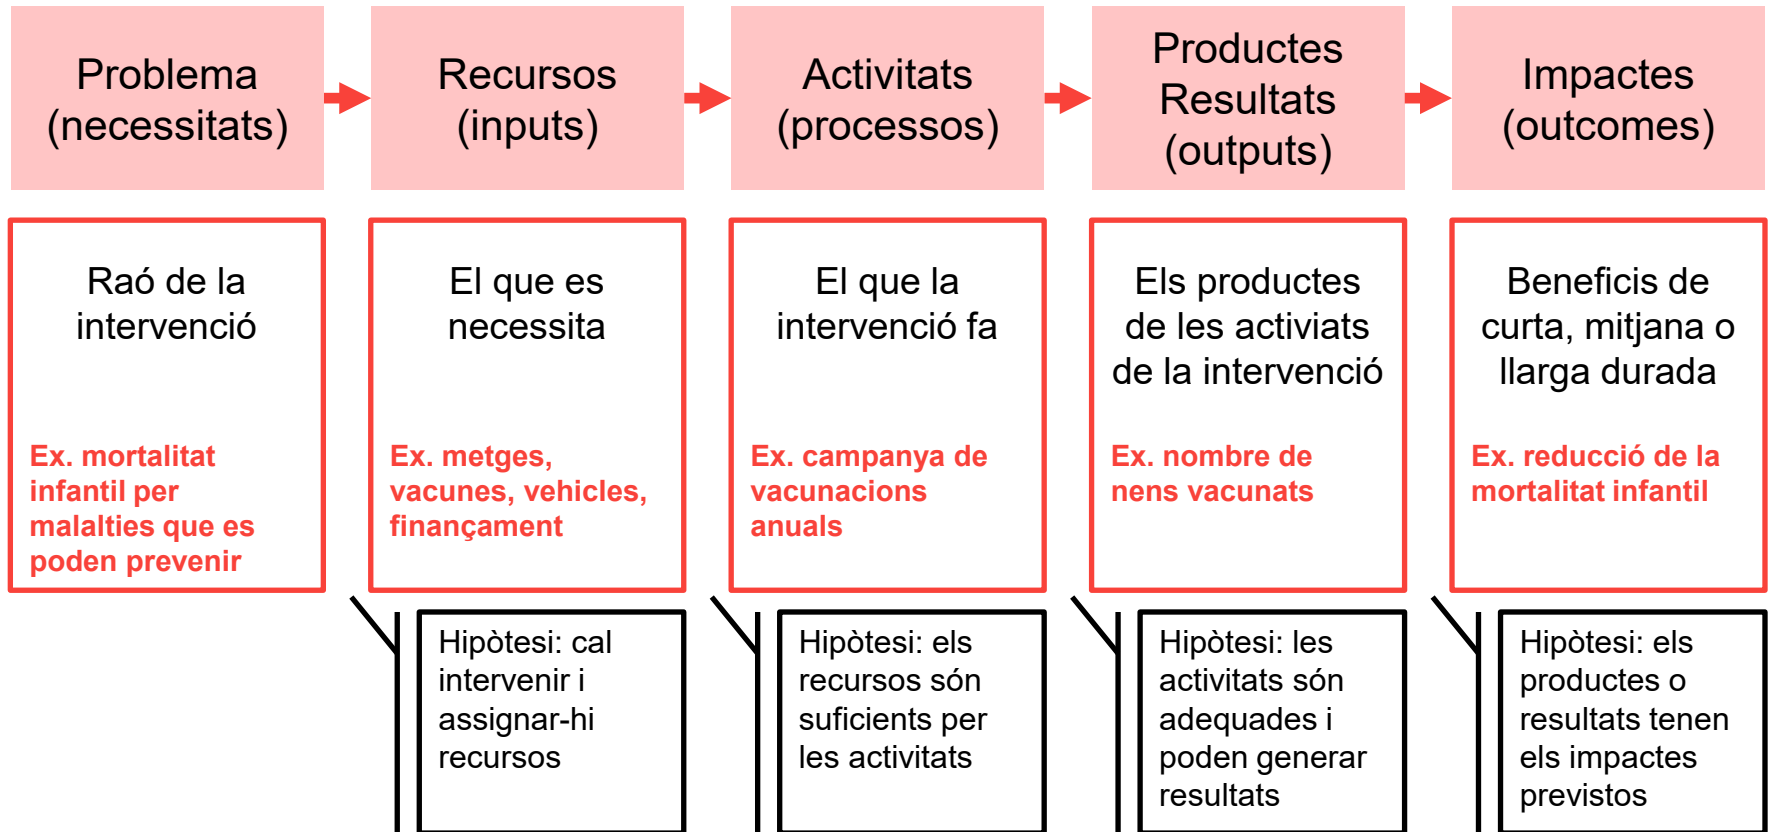 Problema
(necessitats)
Recursos
(inputs)
Activitats
(processos)
Productes
Resultats
(outputs)
Impactes
(outcomes)
Raó de la
intervenció
Ex. mortalitat
infantil per
malalties que es
poden prevenir
El que es
necessita
Ex. metges,
vacunes, vehicles,
finançament
El que la
intervenció fa
Ex. campanya de
vacunacions
anuals
Els productes
de les activiats
de la intervenció
Ex. nombre de
nens vacunats
Beneficis de
curta, mitjana o
llarga durada
Ex. reducció de la
mortalitat infantil
Hipòtesi: cal
intervenir i
assignar-hi
recursos
Hipòtesi: els
recursos són
suficients per
les activitats
Hipòtesi: les
activitats són
adequades i
poden generar
resultats
Hipòtesi: els
productes o
resultats tenen
els impactes
previstos